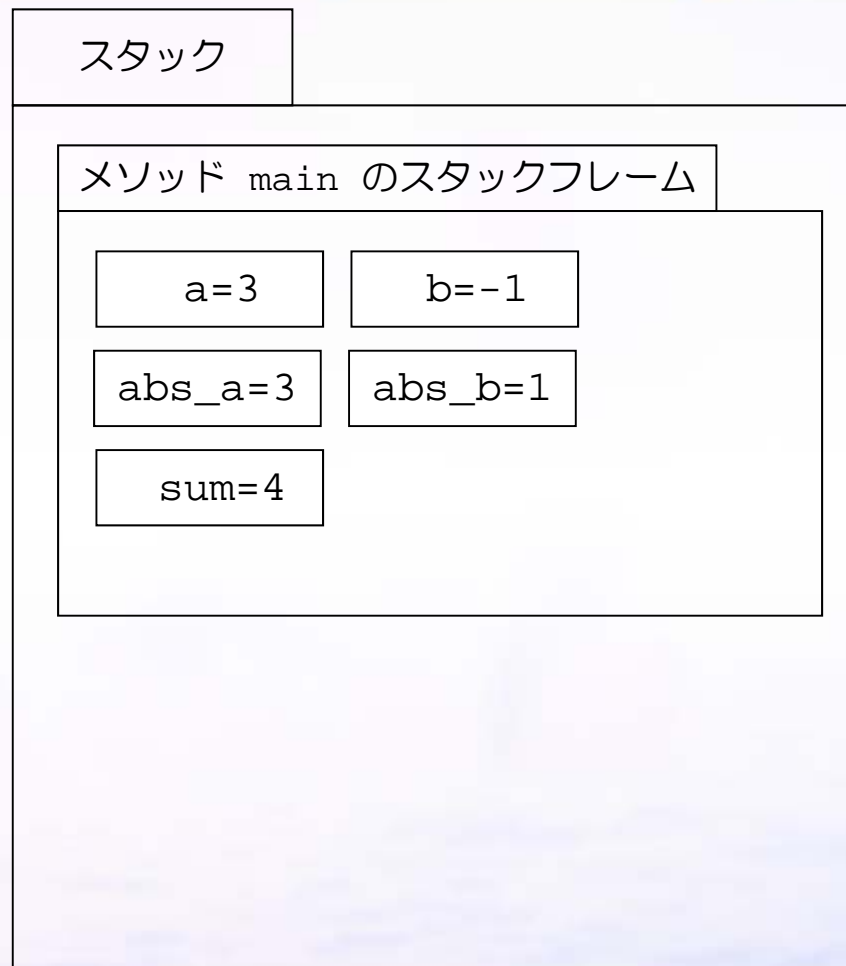 スタック
メソッド main のスタックフレーム
a=3 b=-1
abs_a=3 abs_b=1
sum=4